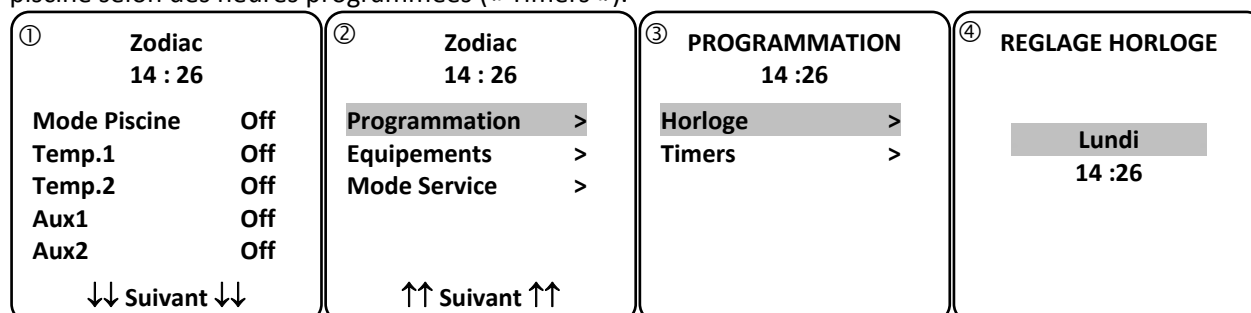 piscine selon des heures programmées (« Timers »).
① Zodiac
14 : 26
Mode Piscine Off
Temp.1 Off
Temp.2 Off
Aux1 Off
Aux2 Off
↓↓ Suivant ↓↓
② Zodiac
14 : 26
Programmation >
Equipements >
Mode Service >
↑↑ Suivant ↑↑
③ PROGRAMMATION
14 :26
Horloge >
Timers >
④ REGLAGE HORLOGE
Lundi
14 :26